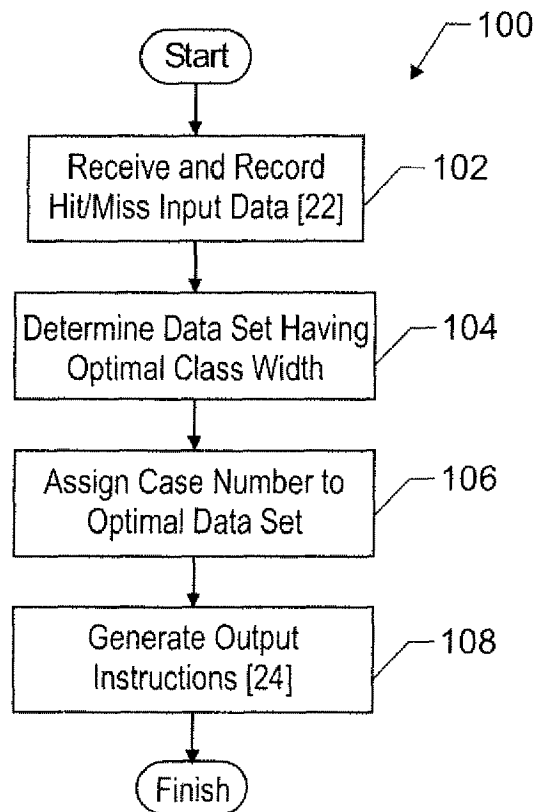 100
Start
Receive and Record
Hit/Miss Input Data [22]
102
Determine Data Set Having
Optimal Class Width
104
Assign Case Number to
Optimal Data Set
106
Generate Output
Instructions [24]
108
Finish